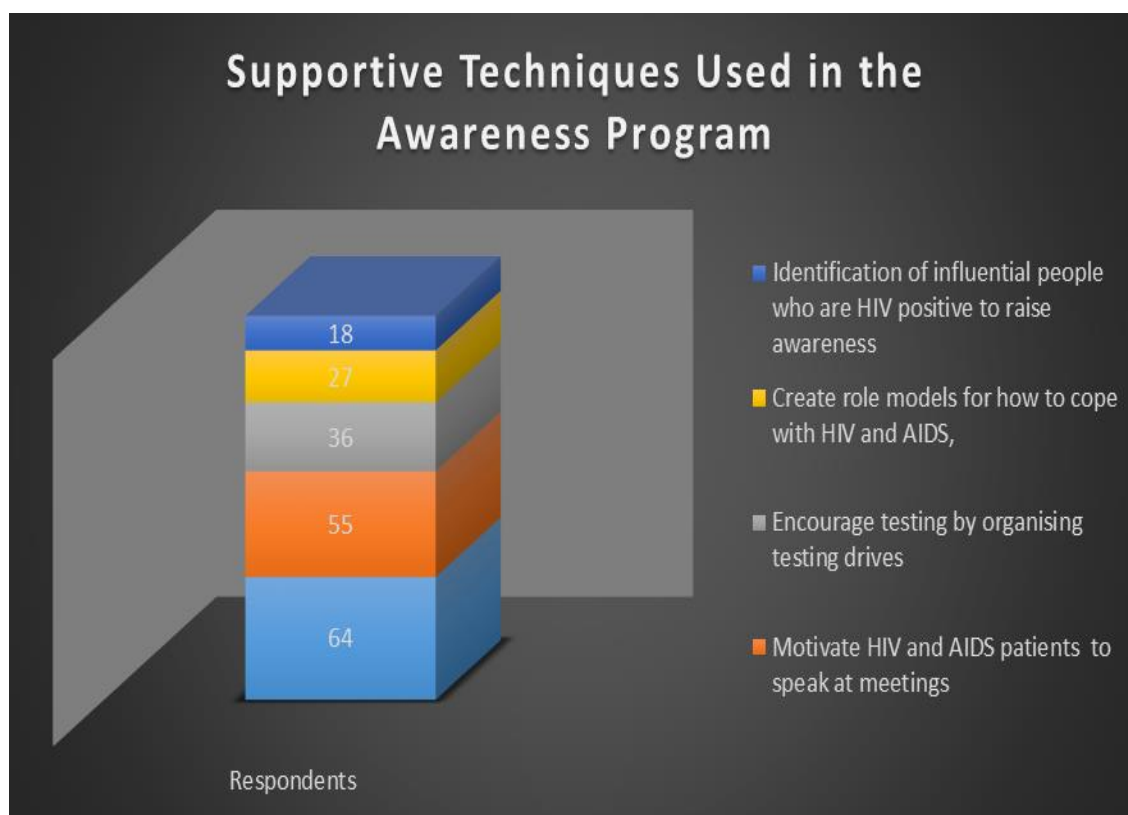 Supportive Techniques Used in the
Awareness Program
18
27
36
55
64
Respondents
Identification of influential people
who are HIV positive to raise
awareness
Create role models for how to cope
with HIV and AIDS,
Encourage testing by organising
testing drives
Motivate HIV and AIDS patients to
speak at meetings